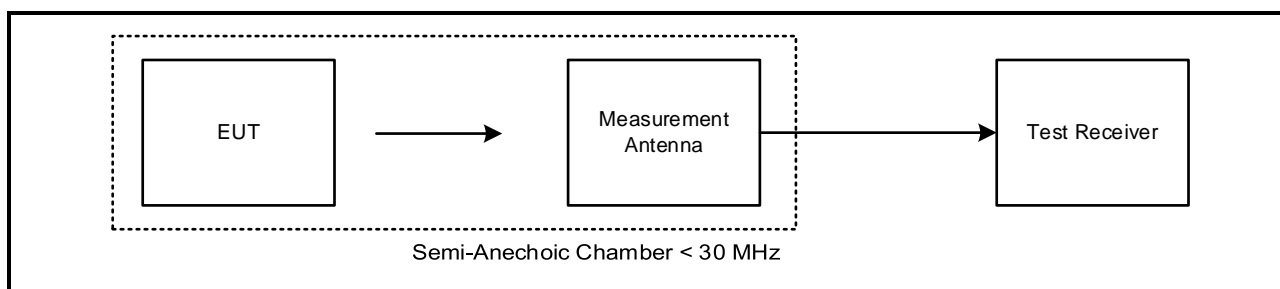 EUT
Measurement
Antenna
Test Receiver
Semi-Anechoic Chamber < 30 MHz